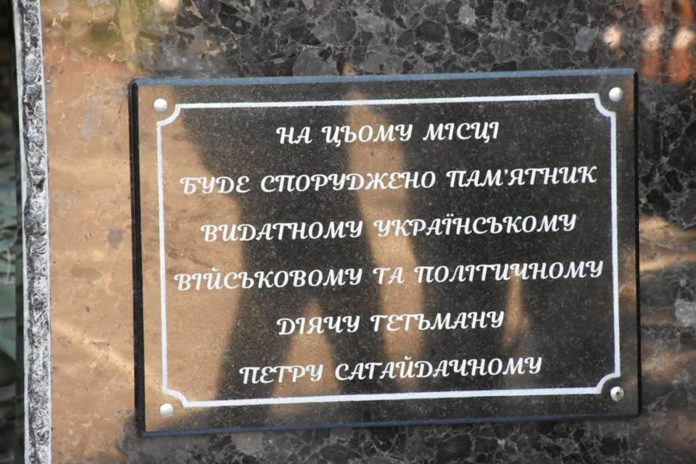 НА ЦЬОМУ МІСЦІ
БУДЕ СПОРУДЖЕНО ПАМ'ЯТНИК
ВИДАТНОМУ УКРАЇНСЬКОМУ
ВІЙСЬКОВОМУ ТА ПОЛІТИЧНОМУ
ДІЯЧУ ГЕТЬМАНУ
ПЕТРУ САГАЙДАЧНОМУ